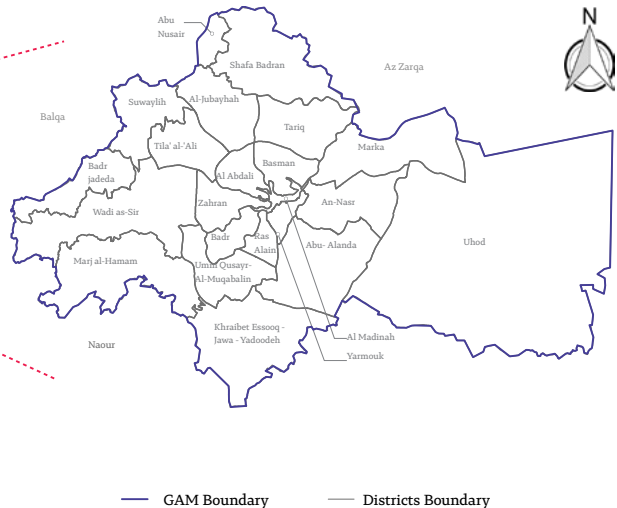 N
Abu
Nusair
Shafa Badran
Az Zarqa
Suwaylih
Al-Jubayhah
Balqa
Tariq
Tila' al-'Ali
Marka
Basman
Badr
jadeda
Al Abdali
Zahran
An-Nasr
Wadi as-Sir
Badr
Ras
Alain
Abu- Alanda
Uhod
Marj al-Hamam
Umm Qusayr-
Al-Muqabalin
Khraibet Essooq -
Jawa - Yadoodeh
Al Madinah
Naour
Yarmouk
GAM Boundary
Districts Boundary